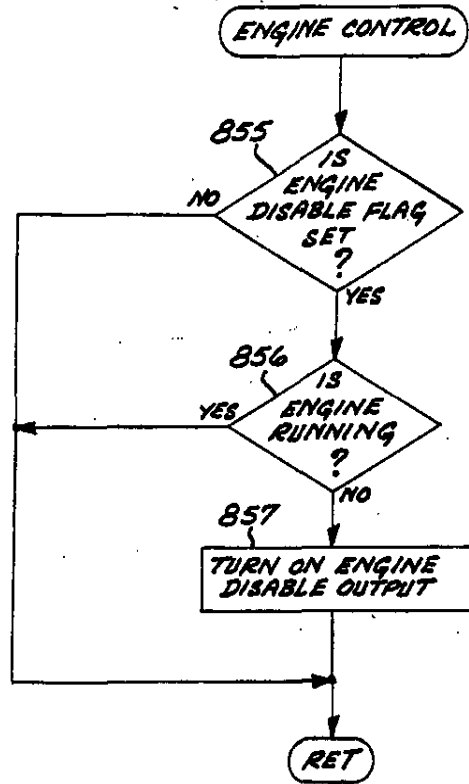 ENGINE CONTROL
855
IS
ENGINE
DISABLE FLAG
SET
?
NO
YES
856
IS
ENGINE
RUNNING
?
YES
NO
857
TURN ON ENGINE
DISABLE OUTPUT
RET